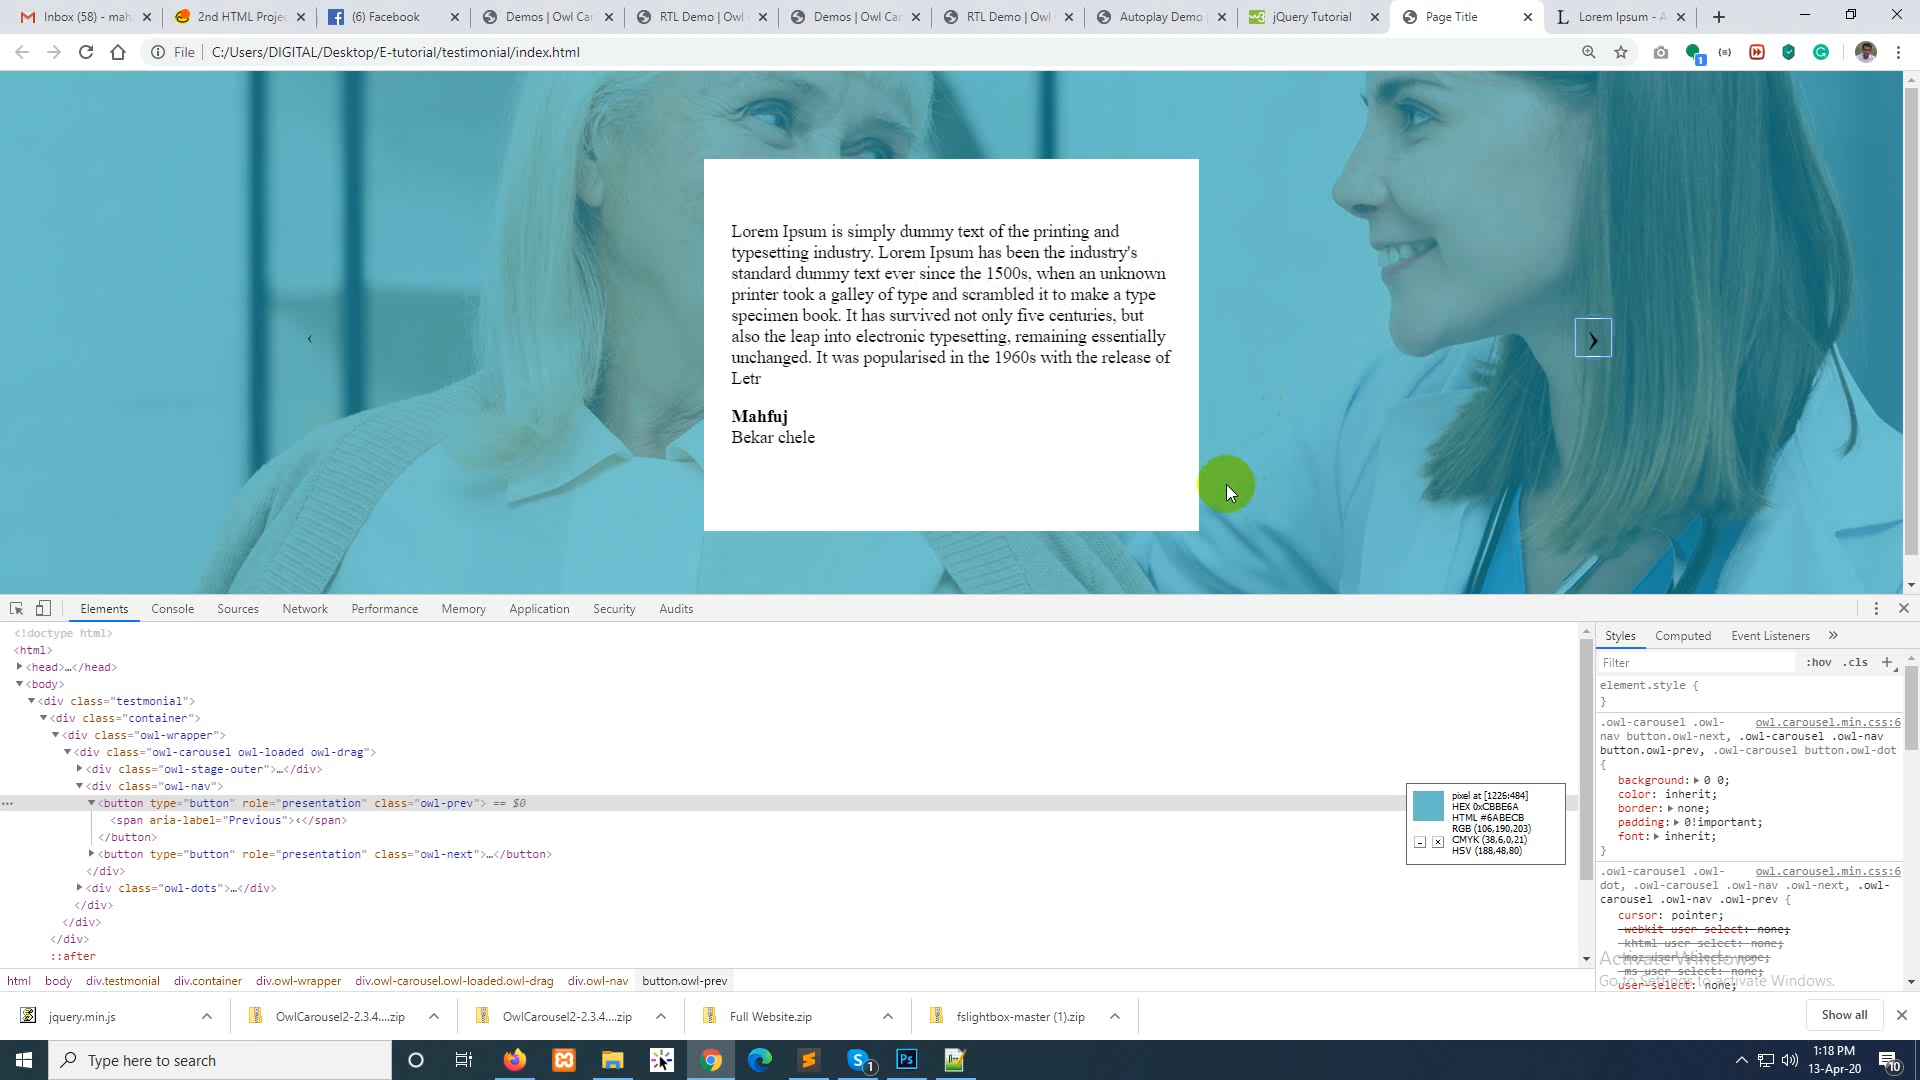 Inbox (58) - mah
2nd HTML Proje
(6) Facebook
Demos | Owl Car
RTL Demo | Owl
Demos | Owl Car
RTL Demo | Owl
Autoplay Demo
jQuery Tutorial
Page Title
Lorem Ipsum - A
File
C:/Users/DIGITAL/Desktop/E-tutorial/testimonial/index.html
1
Lorem Ipsum is simply dummy text of the printing and
typesetting industry. Lorem Ipsum has been the industry's
standard dummy text ever since the 1500s, when an unknown
printer took a galley of type and scrambled it to make a type
specimen book. It has survived not only five centuries, but
also the leap into electronic typesetting, remaining essentially
unchanged. It was popularised in the 1960s with the release of
Letr
Mahfuj
Bekar chele
‹
›
Elements Console Sources Network Performance Memory Application Security Audits
<!doctype html>
<html>
<head>…</head>
<body>
<div class="testmonial">
<div class="container">
<div class="owl-wrapper">
<div class="owl-carousel owl-loaded owl-drag">
<div class="owl-stage-outer">…</div>
<div class="owl-nav">
<button type="button" role="presentation" class="owl-prev"> == $0
<span aria-label="Previous">‹</span>
</button>
<button type="button" role="presentation" class="owl-next">…</button>
</div>
<div class="owl-dots">…</div>
</div>
</div>
</div>
::after
html body div.testmonial div.container div.owl-wrapper div.owl-carousel.owl-loaded.owl-drag div.owl-nav button.owl-prev
pixel at [1226:484]
HEX 0xCBBE6A
HTML #6ABECB
RGB (106,190,203)
CMYK (38,6,0,21)
HSV (188,48,80)
Styles Computed Event Listeners »
Filter :hov .cls +
element.style {
}
.owl-carousel .owl- owl.carousel.min.css:6
nav button.owl-next, .owl-carousel .owl-nav
button.owl-prev, .owl-carousel button.owl-dot
{
background: 0 0;
color: inherit;
border: none;
padding: 0!important;
font: inherit;
}
.owl-carousel .owl- owl.carousel.min.css:6
dot, .owl-carousel .owl-nav .owl-next, .owl-
carousel .owl-nav .owl-prev {
cursor: pointer;
-webkit-user-select: none;
-khtml-user-select: none;
-moz-user-select: none;
-ms-user-select: none;
user-select: none;
Activate Windows
Go to Settings to activate Windows.
jquery.min.js
OwlCarousel2-2.3.4....zip
OwlCarousel2-2.3.4....zip
Full Website.zip
fslightbox-master (1).zip
Show all
Type here to search
1
Ps
1:18 PM
13-Apr-20
10